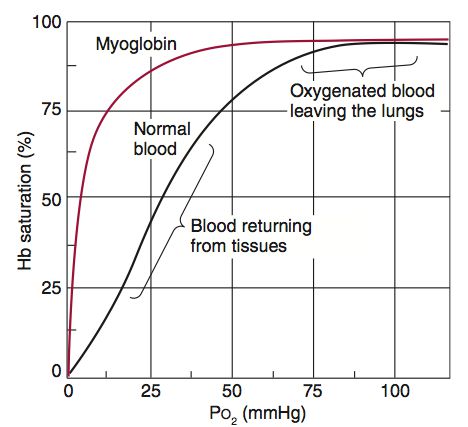 100
Myoglobin
Oxygenated blood
leaving the lungs
75
Normal
blood
Hb saturation (%)
50
Blood returning
from tissues
25
0
0 25 50 75 100
PO₂ (mmHg)